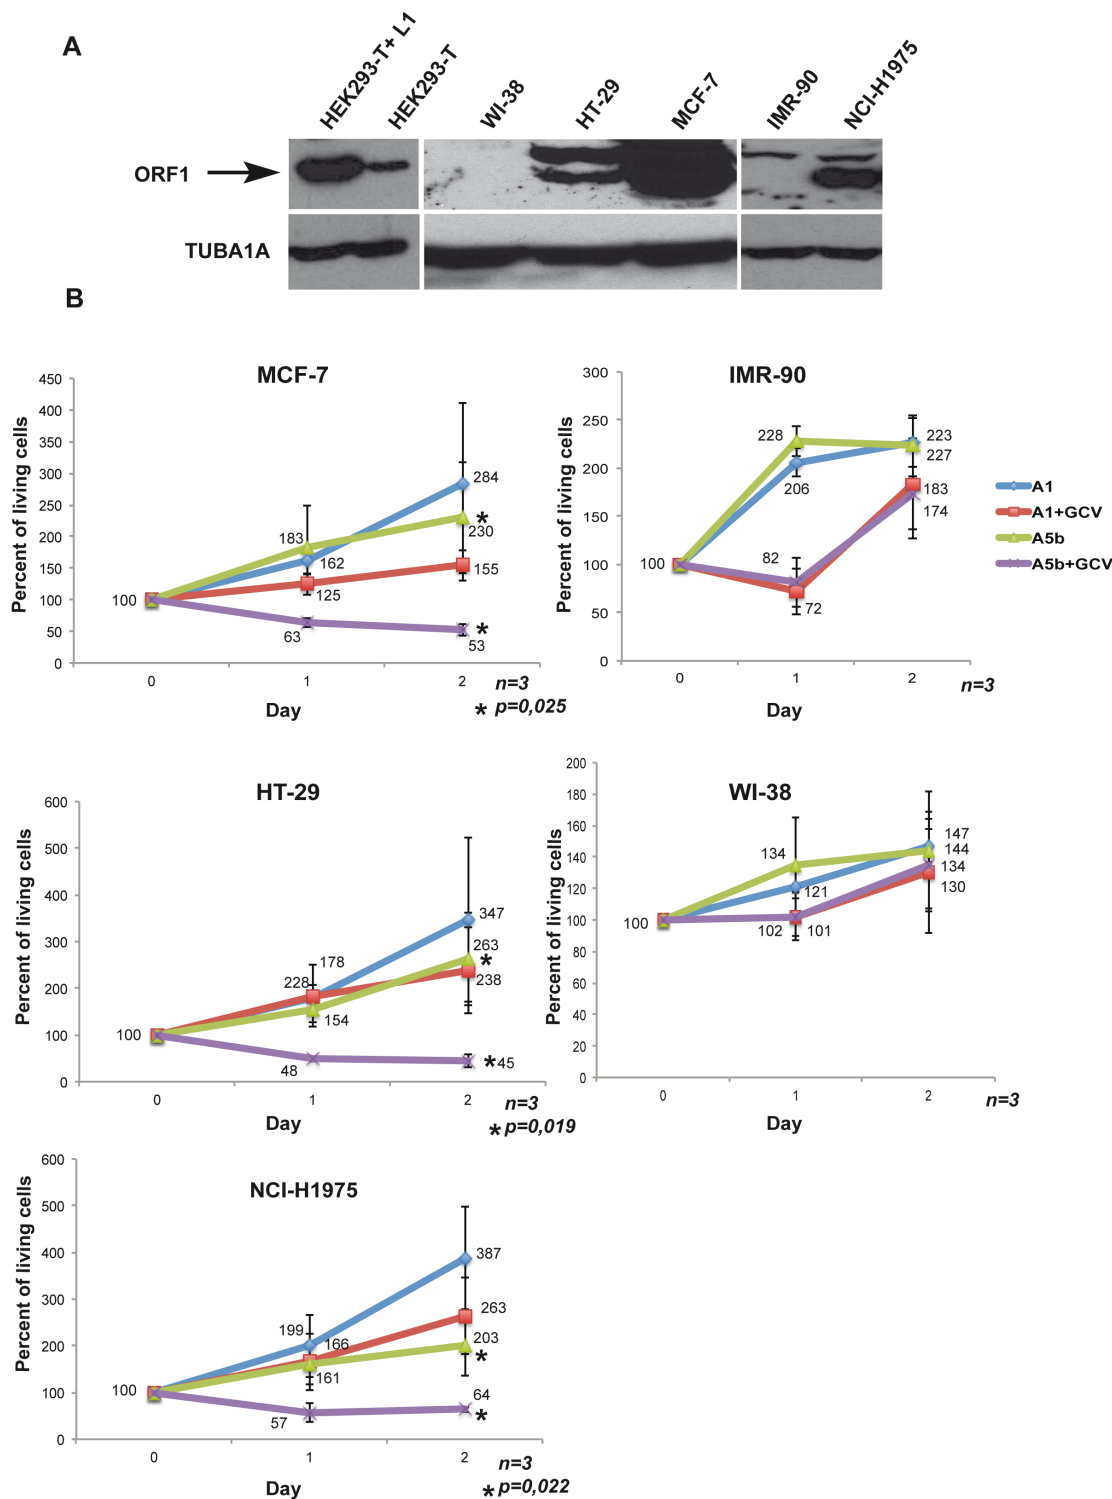 A
HEK293-T+ L1
HEK293-T
WI-38
HT-29
MCF-7
IMR-90
NCI-H1975
ORF1
TUBA1A
B
MCF-7
Percent of living cells
450
400
350
300
250
200
150
100
50
0
100
183
162
125
63
284
*
230
155
*
53
0 1 2
Day
n=3
* p=0,025
IMR-90
Percent of living cells
300
250
200
150
100
50
0
100
228
206
82
72
223
227
183
174
0 1 2
Day
n=3
A1
A1+GCV
A5b
A5b+GCV
HT-29
Percent of living cells
600
500
400
300
200
100
0
100
178
228
154
48
347
263
*
238
* 45
0 1 2
Day
n=3
* p=0,019
WI-38
Percent of living cells
200
180
160
140
120
100
80
60
40
20
0
100
134
121
102 101
147
144
134
130
0 1 2
Day
n=3
NCI-H1975
Percent of living cells
600
500
400
300
200
100
0
100
199 166
161
57
387
263
203
*
64
*
0 1 2
Day
n=3
* p=0,022